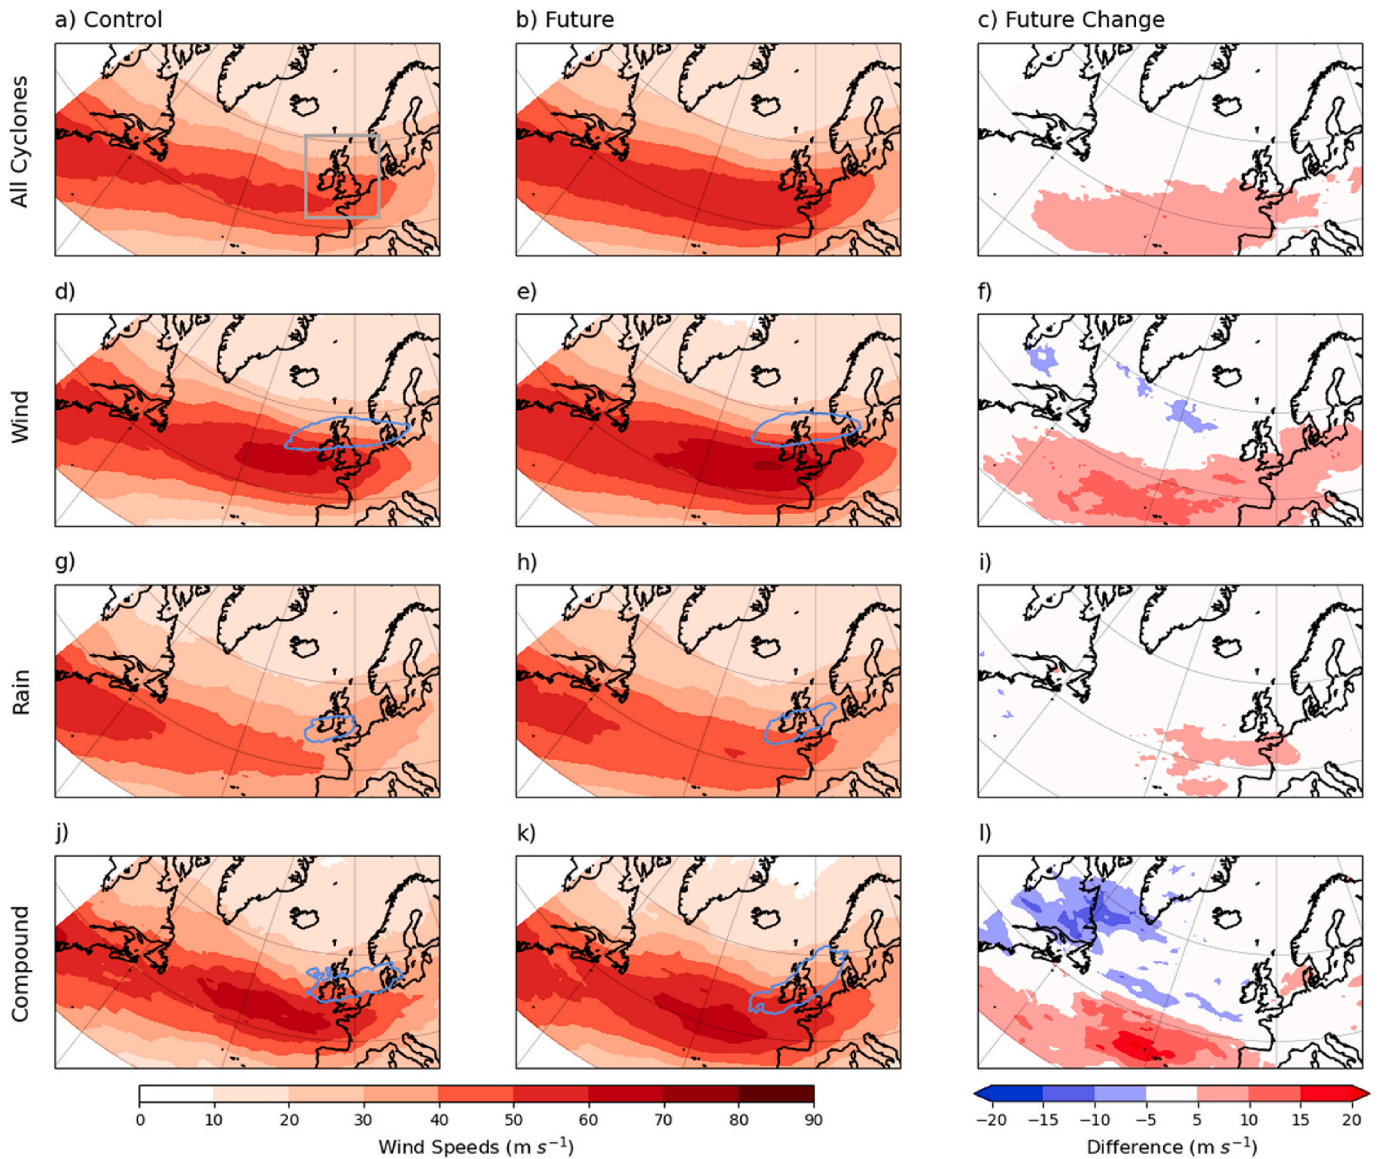 a) Control
b) Future
c) Future Change
All Cyclones
d)
e)
f)
Wind
g)
h)
i)
Rain
j)
k)
l)
Compound
0 10 20 30 40 50 60 70 80 90
Wind Speeds (m s⁻¹)
−20 −15 −10 −5 5 10 15 20
Difference (m s⁻¹)